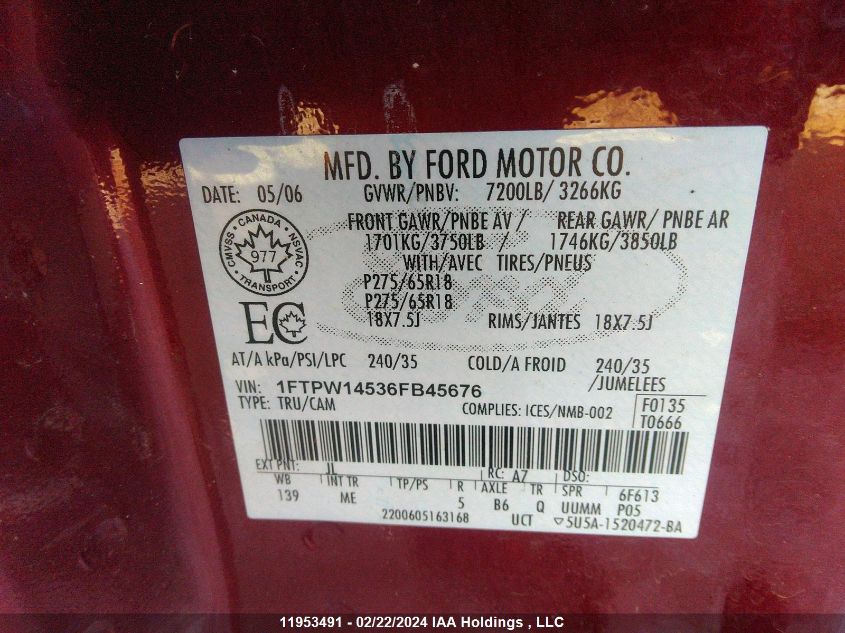 MFD. BY FORD MOTOR CO.
DATE: 05/06 GVWR/PNBV: 7200LB/ 3266KG
FRONT GAWR/PNBE AV / REAR GAWR/ PNBE AR
1701KG/3750LB / 1746KG/3850LB
WITH/AVEC TIRES/PNEUS
CANADA
CMVSS NSVAC
977
TRANSPORT
P275/65R18
P275/65R18
18X7.5J RIMS/JANTES 18X7.5J
EC
AT/A kPa/PSI/LPC 240/35 COLD/A FROID 240/35
/JUMELEES
VIN: 1FTPW14536FB45676
TYPE: TRU/CAM COMPLIES: ICES/NMB-002
F0135
T0666
EXT PNT: JL RC: A7 DSO:
WB INT TR TP/PS R AXLE TR SPR 6F613
139 ME 5 B6 Q UUMM P05
2200605163168 UCT ▽5U5A-1520472-BA
11953491 - 02/22/2024 IAA Holdings , LLC